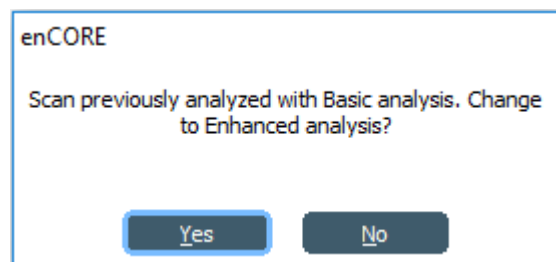 enCORE
Scan previously analyzed with Basic analysis. Change
to Enhanced analysis?
Yes
No